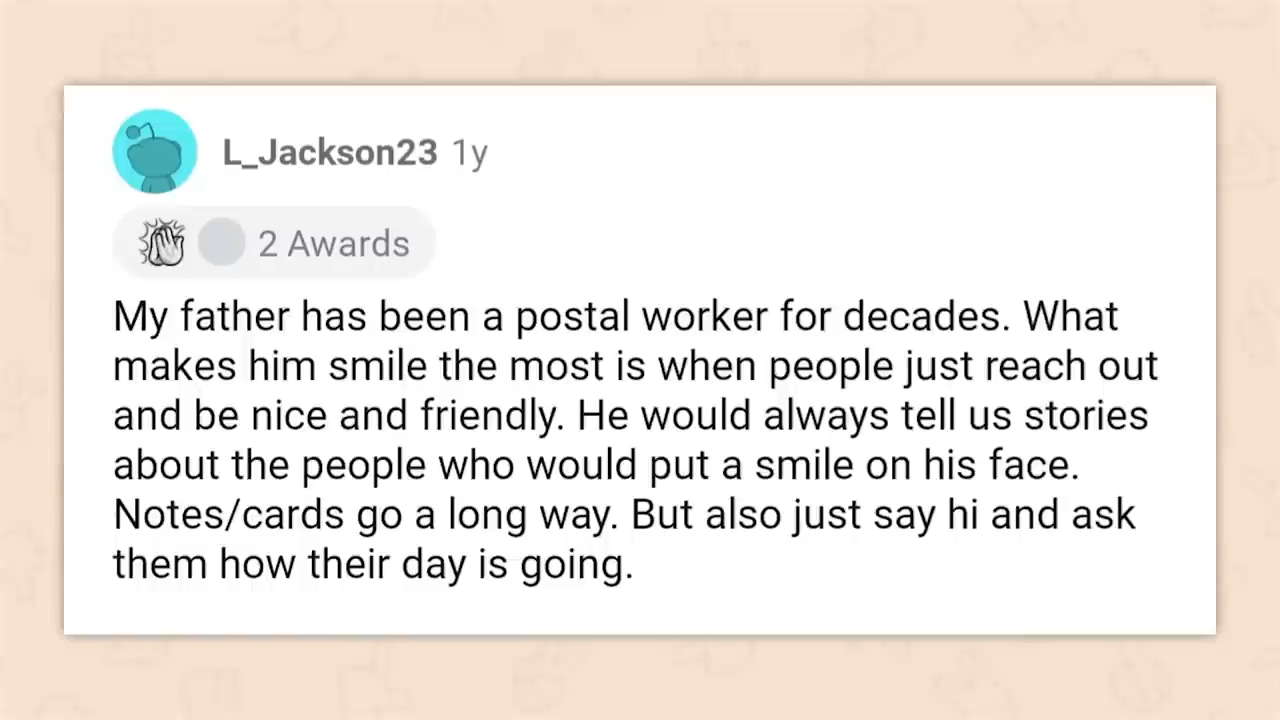 L_Jackson23 1y
2 Awards
My father has been a postal worker for decades. What
makes him smile the most is when people just reach out
and be nice and friendly. He would always tell us stories
about the people who would put a smile on his face.
Notes/cards go a long way. But also just say hi and ask
them how their day is going.